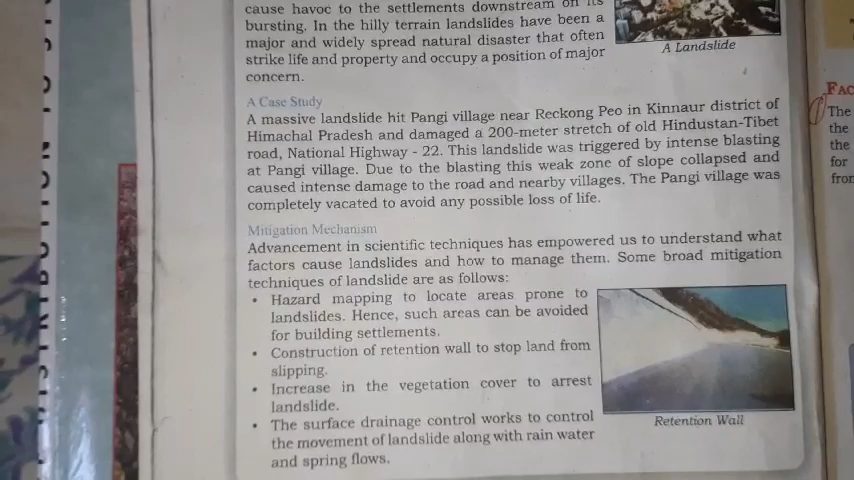 cause havoc to the settlements downstream on its
bursting. In the hilly terrain landslides have been a
major and widely spread natural disaster that often
strike life and property and occupy a position of major
concern.
A Landslide
A Case Study
A massive landslide hit Pangi village near Reckong Peo in Kinnaur district of
Himachal Pradesh and damaged a 200-meter stretch of old Hindustan-Tibet
road, National Highway - 22. This landslide was triggered by intense blasting
at Pangi village. Due to the blasting this weak zone of slope collapsed and
caused intense damage to the road and nearby villages. The Pangi village was
completely vacated to avoid any possible loss of life.
Mitigation Mechanism
Advancement in scientific techniques has empowered us to understand what
factors cause landslides and how to manage them. Some broad mitigation
techniques of landslide are as follows:
• Hazard mapping to locate areas prone to
landslides. Hence, such areas can be avoided
for building settlements.
• Construction of retention wall to stop land from
slipping.
• Increase in the vegetation cover to arrest
landslide.
• The surface drainage control works to control
the movement of landslide along with rain water
and spring flows.
Retention Wall
FAC
The
the
the
for
fron